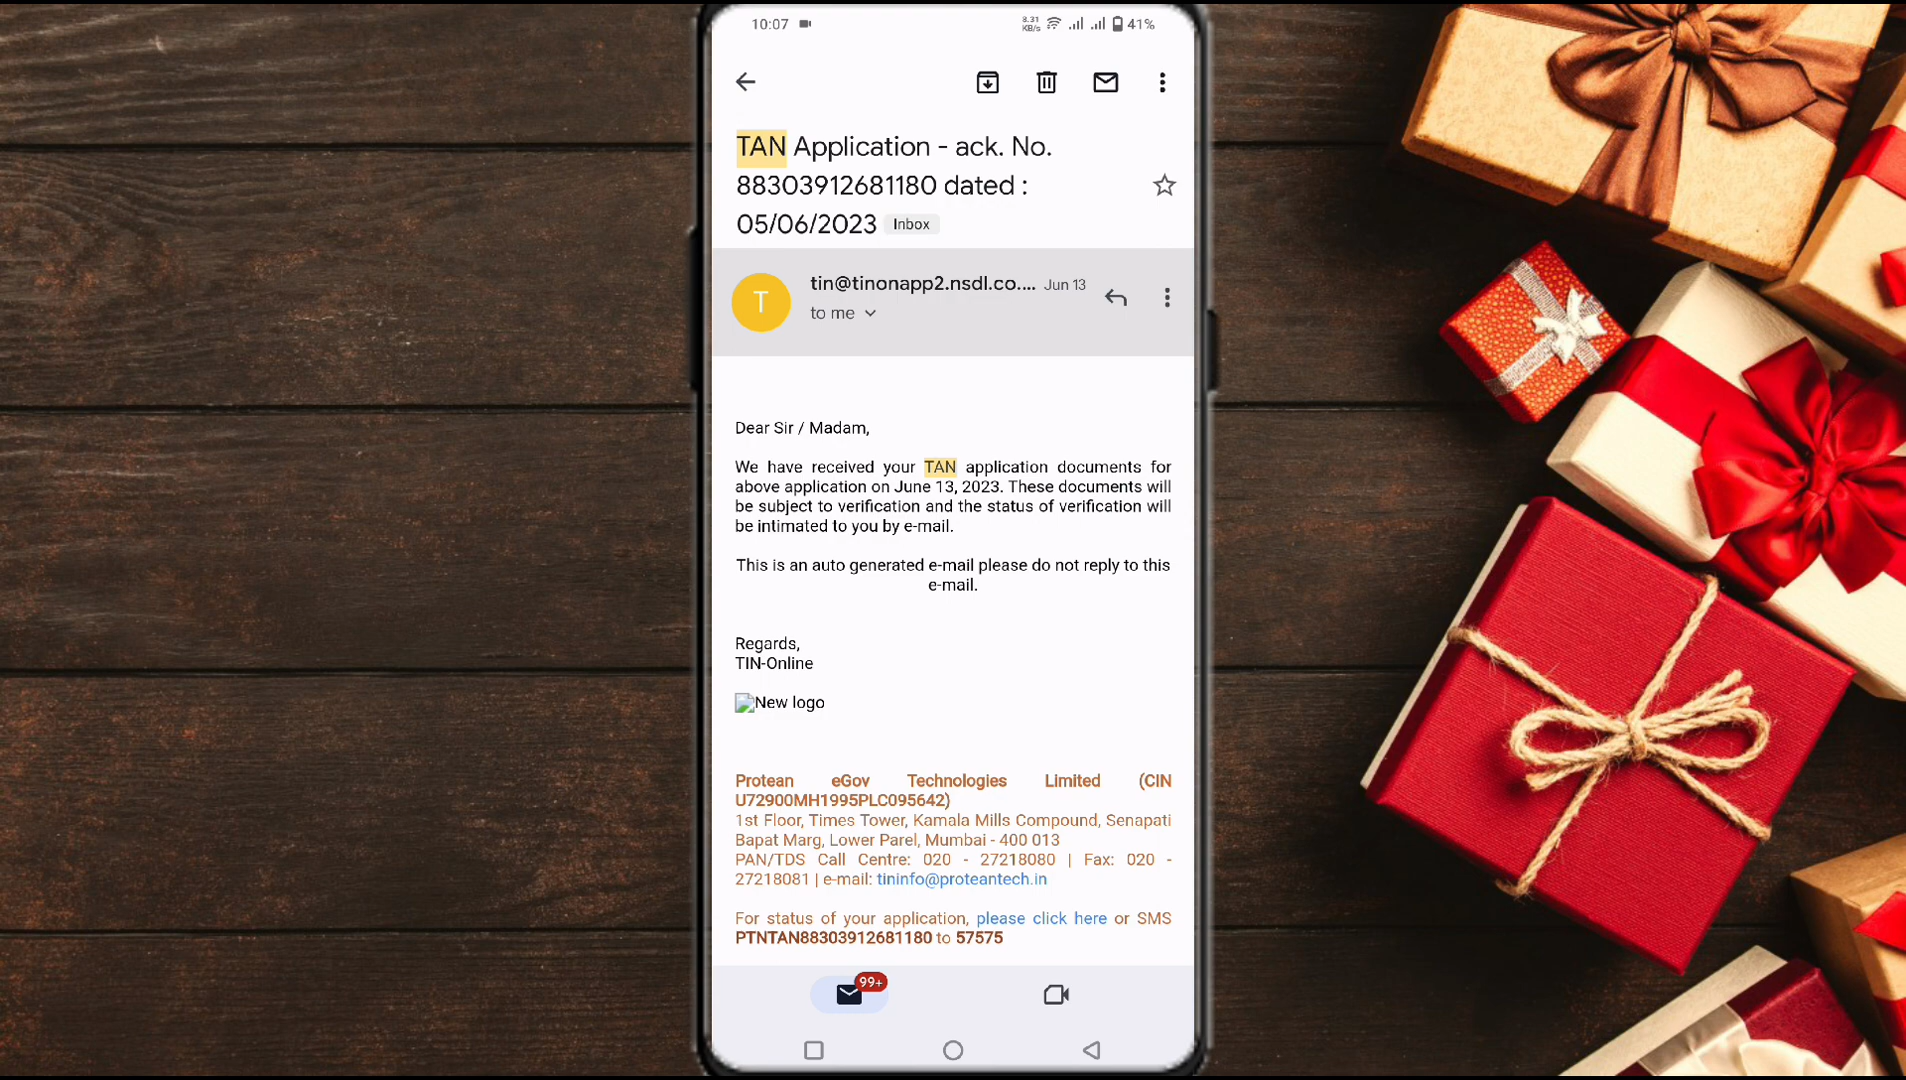 10:07
8.31
KB/s
41%
TAN Application - ack. No.
88303912681180 dated :
05/06/2023 Inbox
T
tin@tinonapp2.nsdl.co.... Jun 13
to me
Dear Sir / Madam,
We have received your TAN application documents for
above application on June 13, 2023. These documents will
be subject to verification and the status of verification will
be intimated to you by e-mail.
This is an auto generated e-mail please do not reply to this
e-mail.
Regards,
TIN-Online
New logo
Protean eGov Technologies Limited (CIN
U72900MH1995PLC095642)
1st Floor, Times Tower, Kamala Mills Compound, Senapati
Bapat Marg, Lower Parel, Mumbai - 400 013
PAN/TDS Call Centre: 020 - 27218080 | Fax: 020 -
27218081 | e-mail: tininfo@proteantech.in
For status of your application, please click here or SMS
PTNTAN88303912681180 to 57575
99+